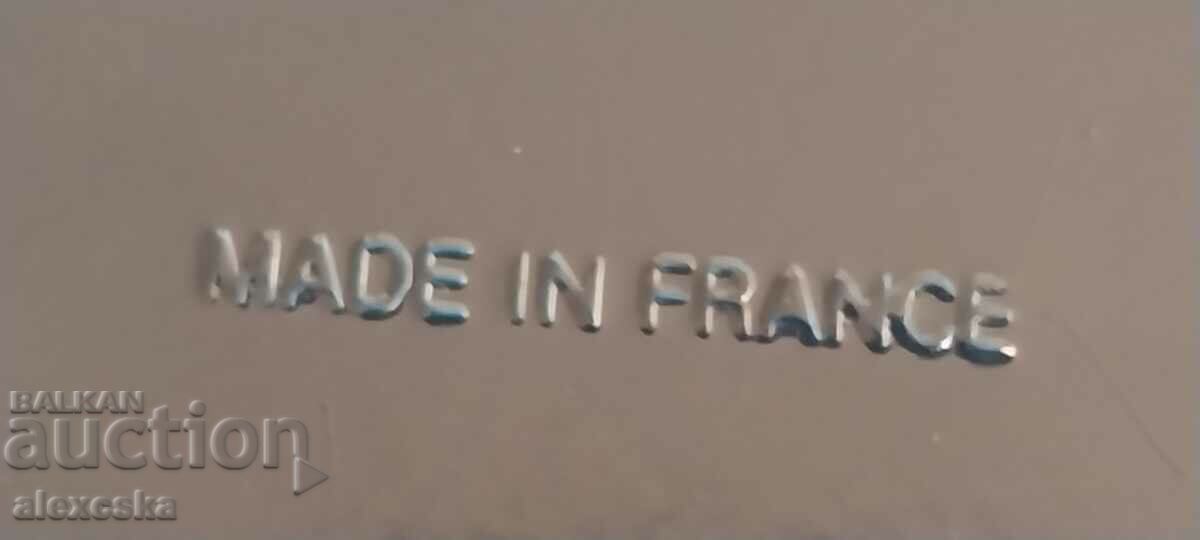 MADE IN FRANCE
BALKAN
auction
alexcska